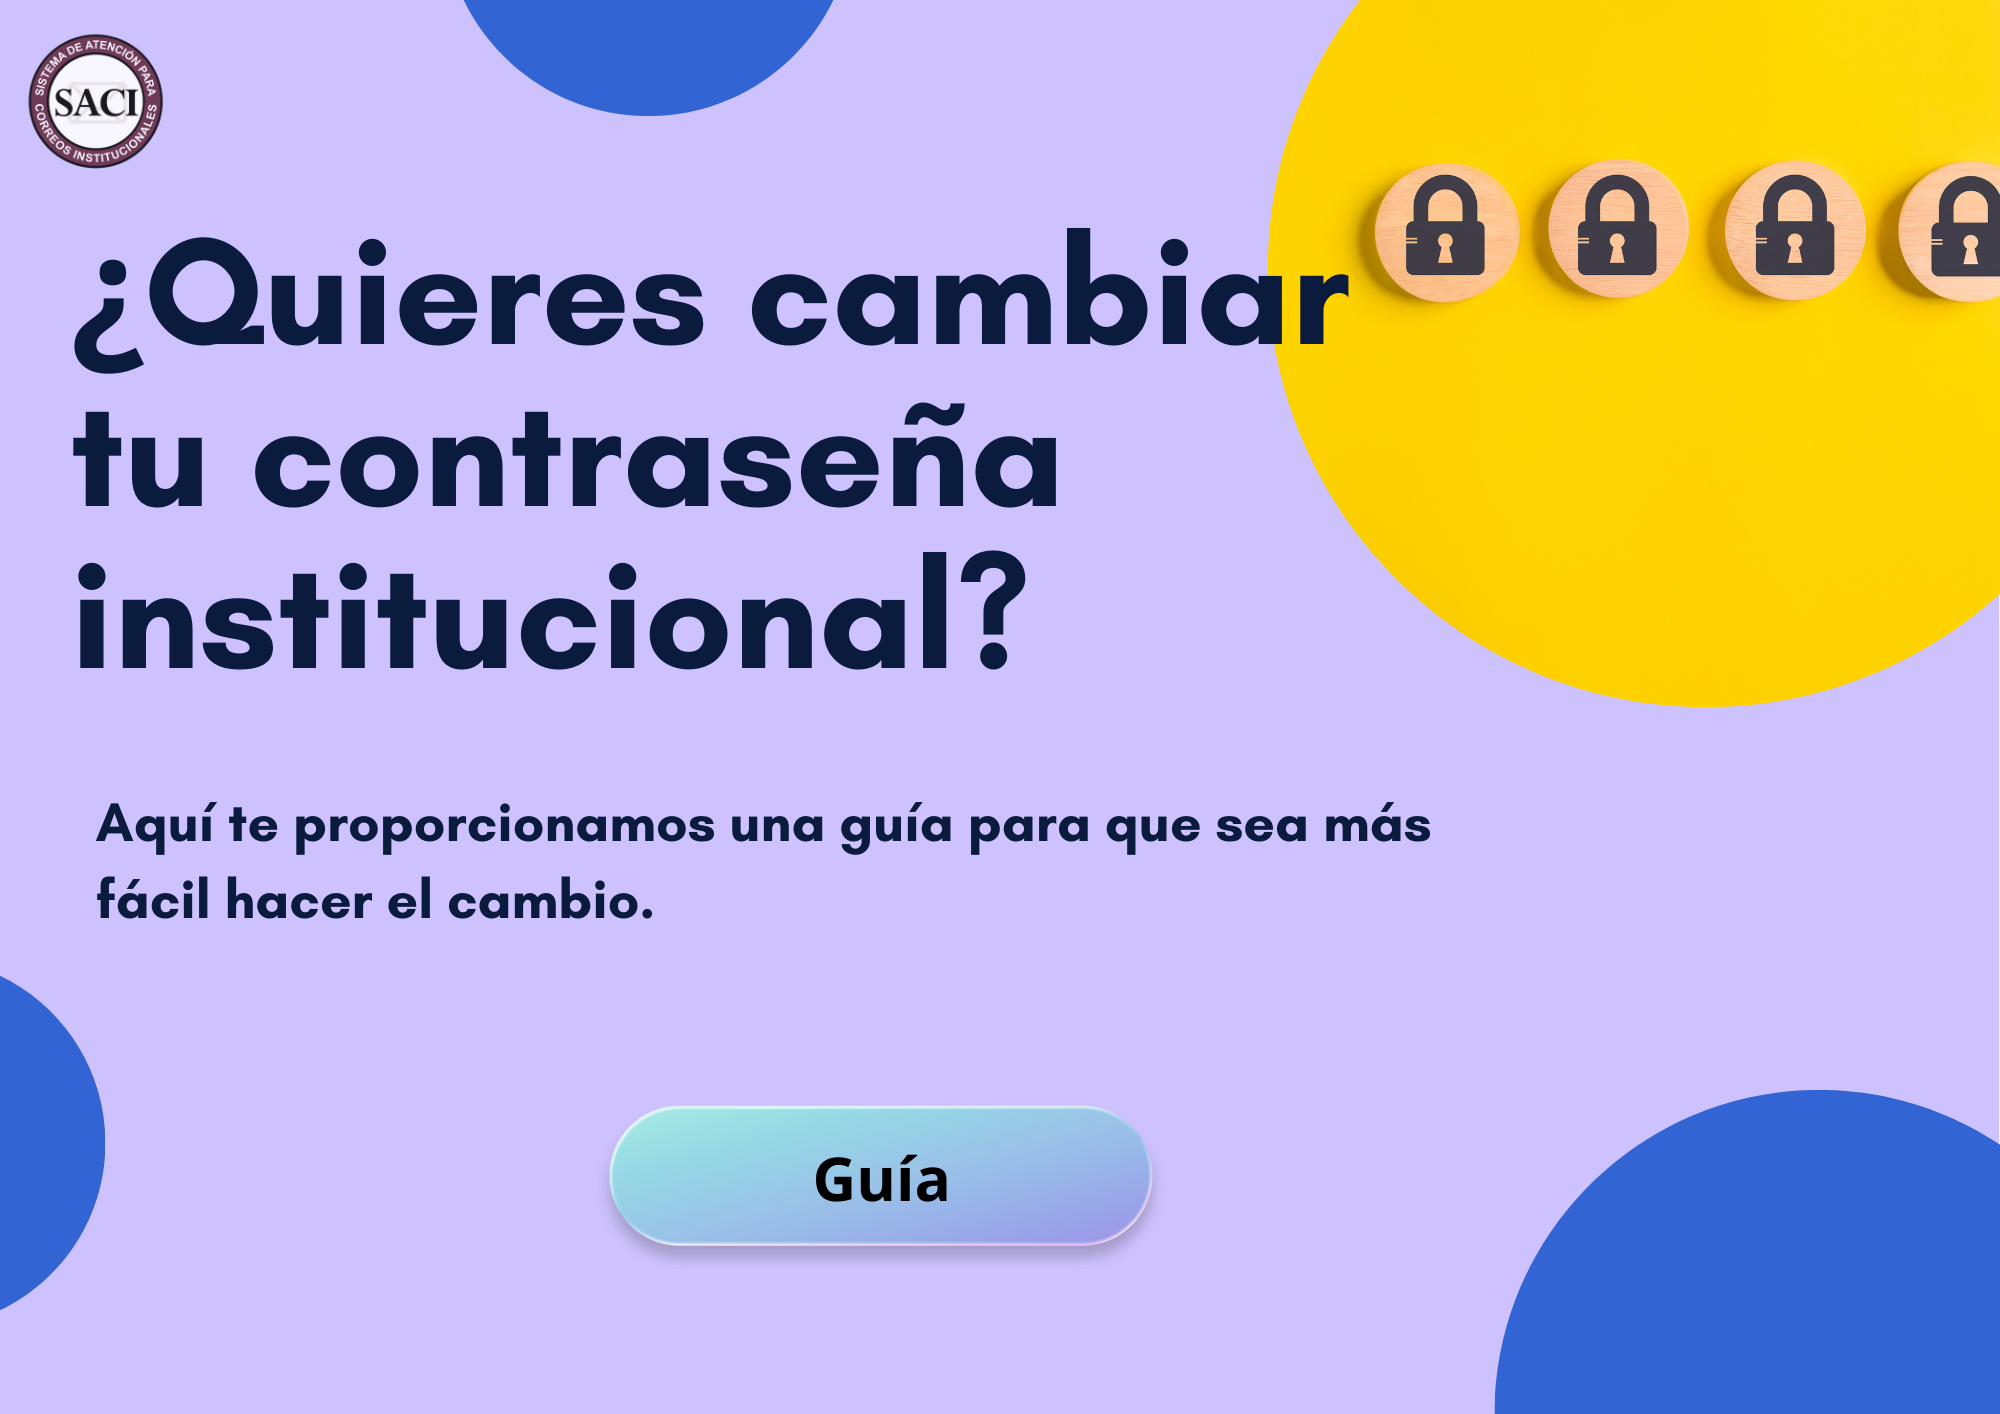 SISTEMA DE ATENCIÓN PARA
SACI
CORREOS INSTITUCIONALES
¿Quieres cambiar
tu contraseña
institucional?
Aquí te proporcionamos una guía para que sea más
fácil hacer el cambio.
Guía